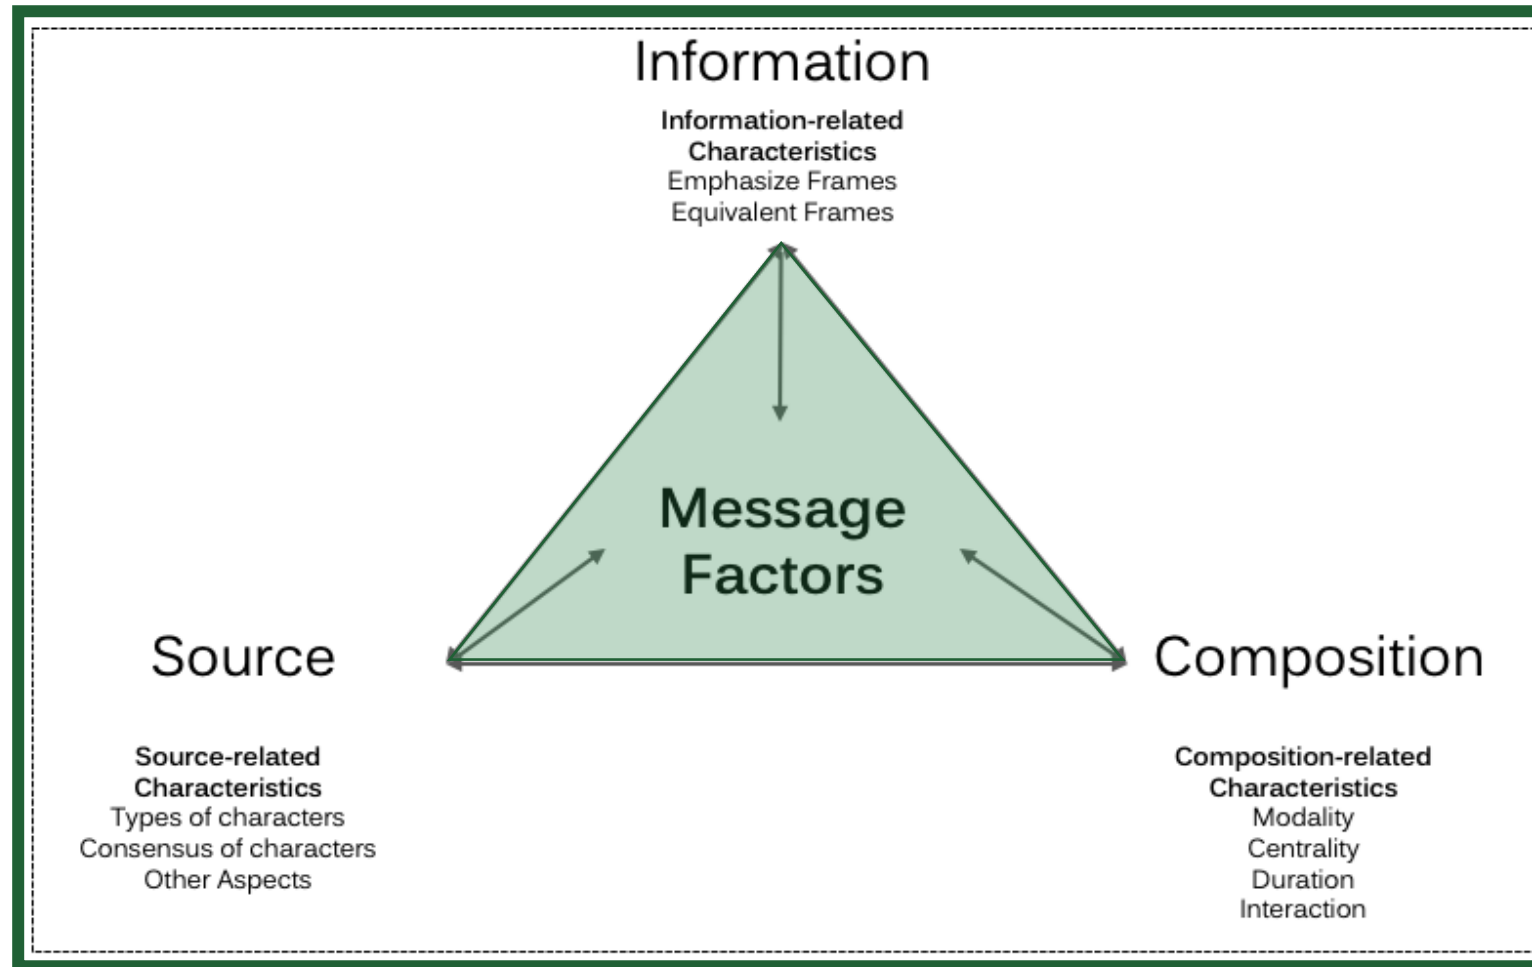 Information
Information-related
Characteristics
Emphasize Frames
Equivalent Frames
Message
Factors
Source
Composition
Source-related
Characteristics
Types of characters
Consensus of characters
Other Aspects
Composition-related
Characteristics
Modality
Centrality
Duration
Interaction